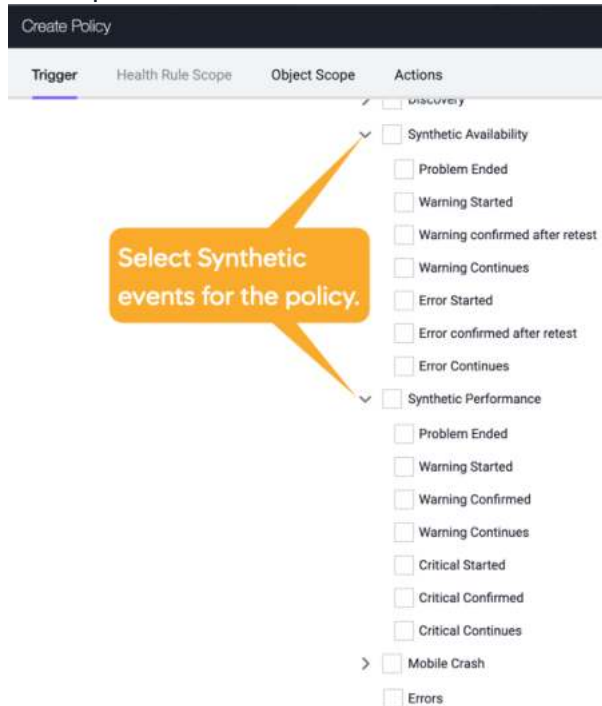 Create Policy
Trigger Health Rule Scope Object Scope Actions
Discovery
Synthetic Availability
Problem Ended
Warning Started
Warning confirmed after retest
Warning Continues
Error Started
Error confirmed after retest
Error Continues
Select Synthetic
events for the policy.
Synthetic Performance
Problem Ended
Warning Started
Warning Confirmed
Warning Continues
Critical Started
Critical Confirmed
Critical Continues
Mobile Crash
Errors